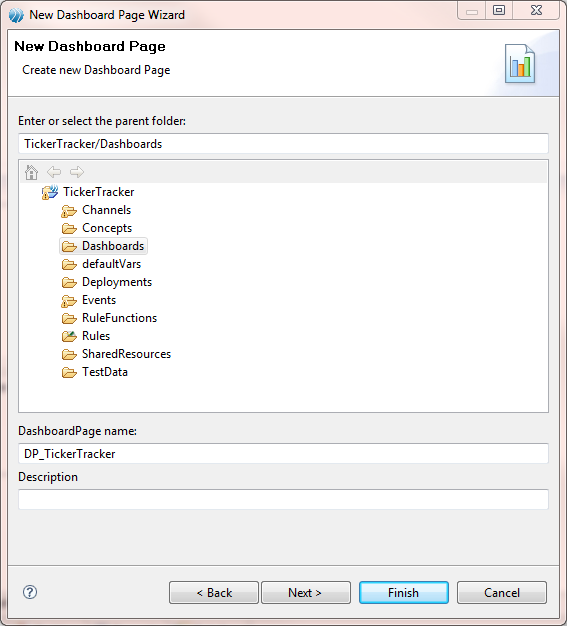 New Dashboard Page Wizard
New Dashboard Page
Create new Dashboard Page
Enter or select the parent folder:
TickerTracker/Dashboards
TickerTracker
Channels
Concepts
Dashboards
defaultVars
Deployments
Events
RuleFunctions
Rules
SharedResources
TestData
DashboardPage name:
DP_TickerTracker
Description
< Back Next > Finish Cancel